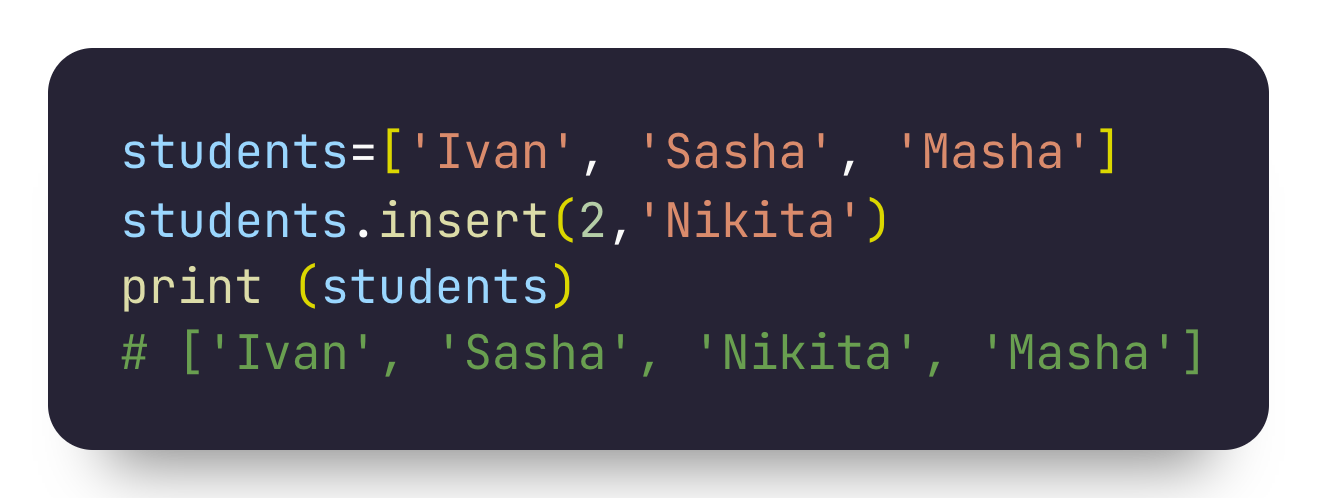 students=['Ivan', 'Sasha', 'Masha']
students.insert(2,'Nikita')
print (students)
# ['Ivan', 'Sasha', 'Nikita', 'Masha']